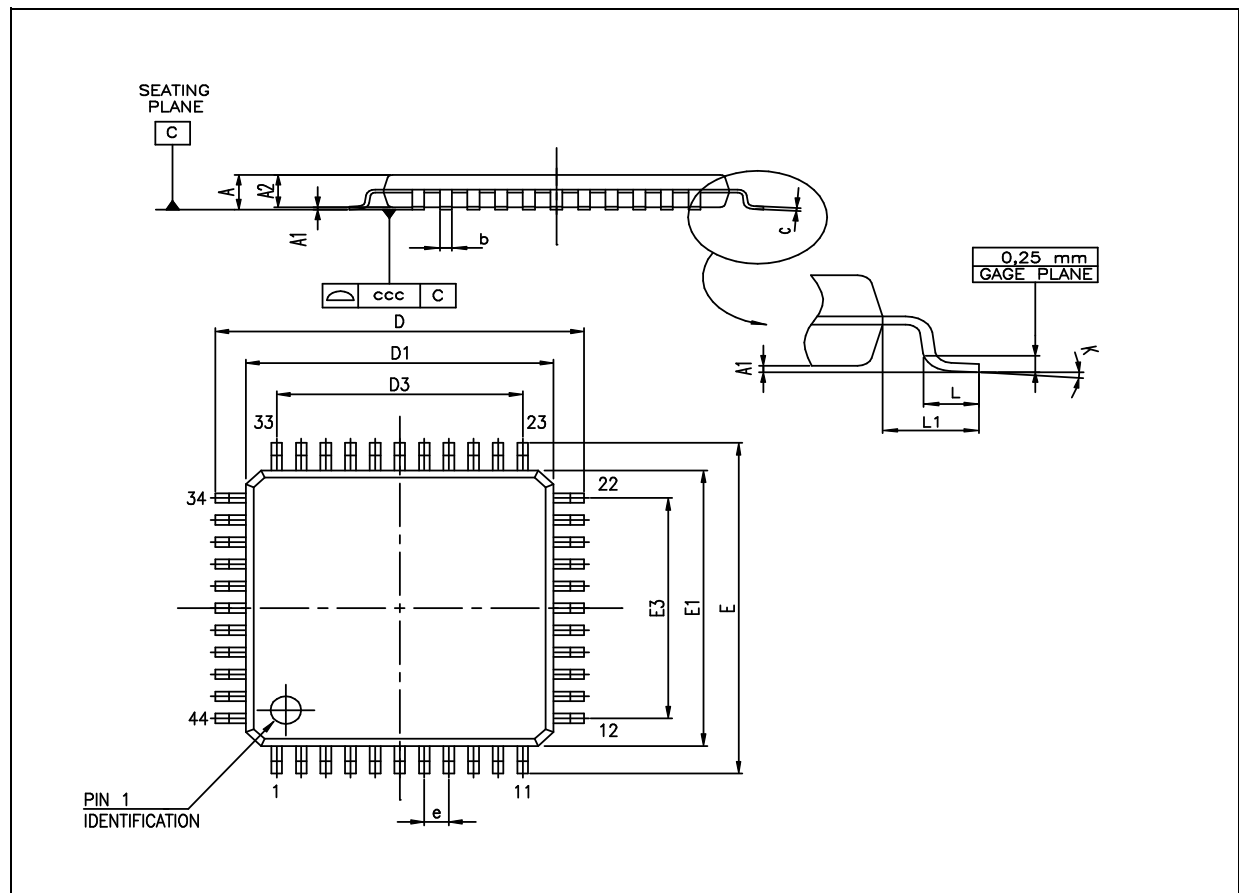 SEATING
PLANE
C
A
A2
A1
b
c
ccc C
0,25 mm
GAGE PLANE
K
A1
L
L1
D
D1
D3
33
23
34
22
E3
E1
E
44
12
1
11
e
PIN 1
IDENTIFICATION